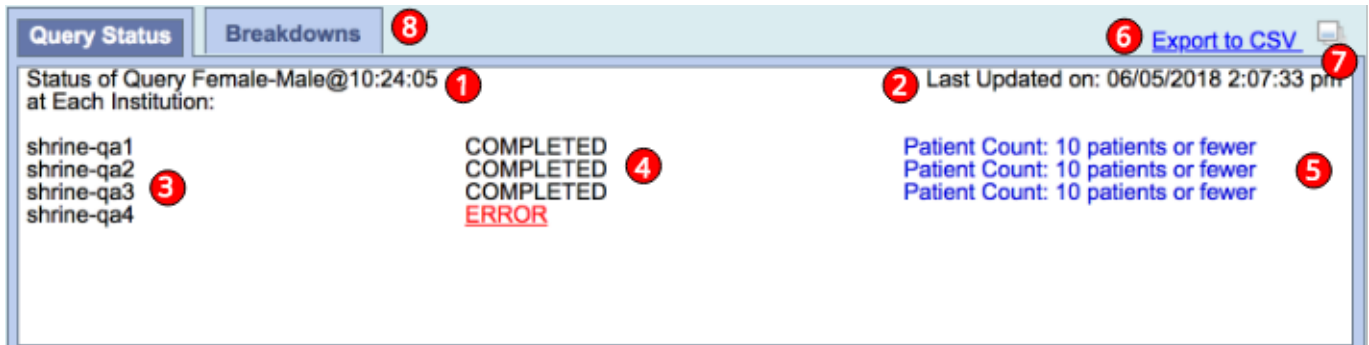 Query Status Breakdowns 8 6 Export to CSV 7
Status of Query Female-Male@10:24:05 1 2 Last Updated on: 06/05/2018 2:07:33 pm
at Each Institution:
shrine-qa1 COMPLETED Patient Count: 10 patients or fewer
shrine-qa2 COMPLETED 4 Patient Count: 10 patients or fewer 5
shrine-qa3 3 COMPLETED Patient Count: 10 patients or fewer
shrine-qa4 ERROR